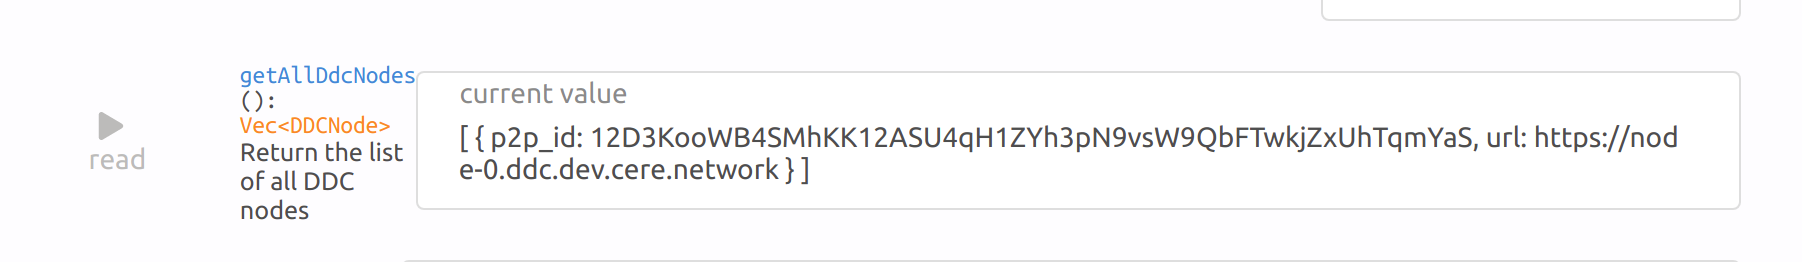 read
getAllDdcNodes
():
Vec<DDCNode>
Return the list
of all DDC
nodes
current value
[ { p2p_id: 12D3KooWB4SMhKK12ASU4qH1ZYh3pN9vsW9QbFTwkjZxUhTqmYaS, url: https://nod
e-0.ddc.dev.cere.network } ]